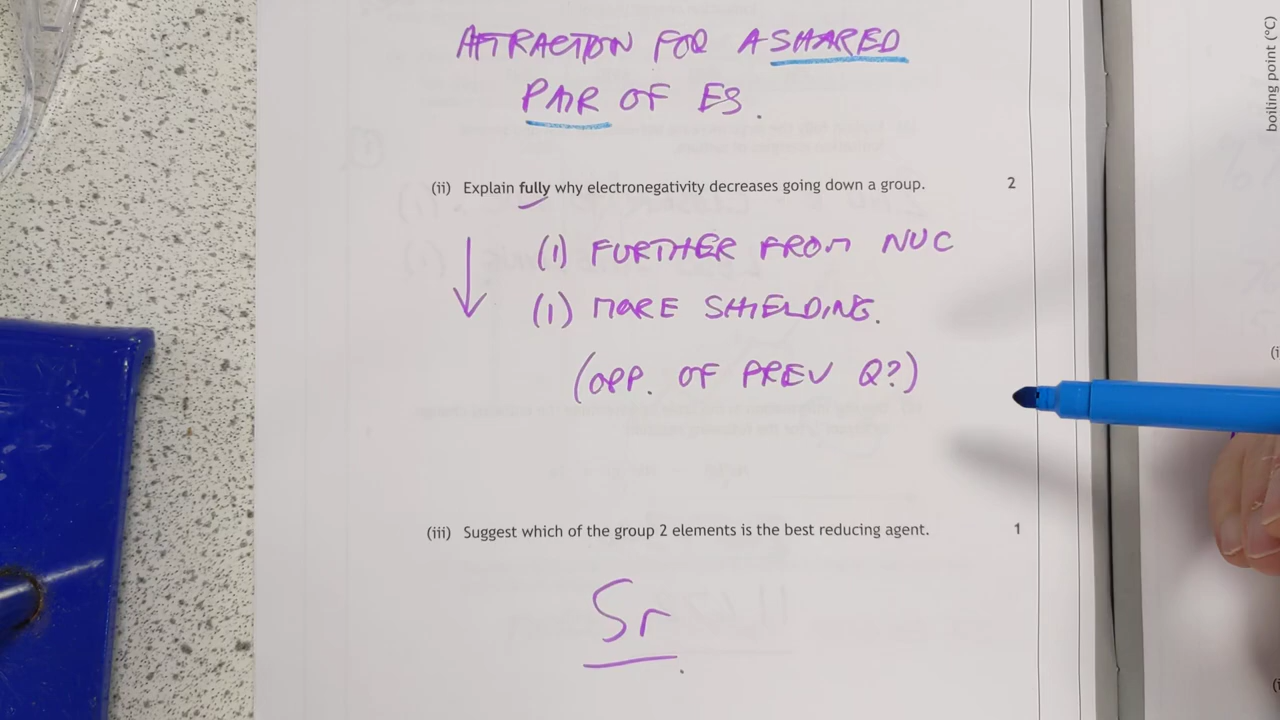 ATTRACTION FOR A SHARED
PAIR OF ES.
(ii) Explain fully why electronegativity decreases going down a group. 2
(1) FURTHER FROM NUC
(1) MORE SHIELDING.
(OPP. OF PREV Q?)
(iii) Suggest which of the group 2 elements is the best reducing agent. 1
Sr
boiling point (°C)
(i
(i